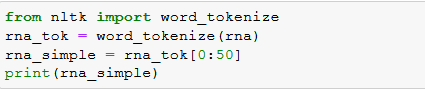 from nltk import word_tokenize
rna_tok = word_tokenize(rna)
rna_simple = rna_tok[0:50]
print(rna_simple)